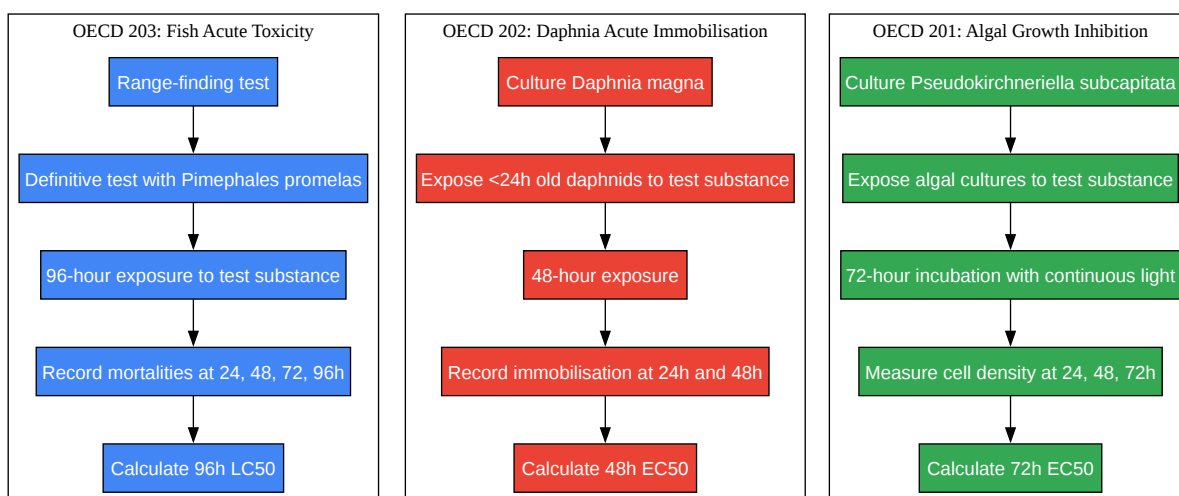 OECD 203: Fish Acute Toxicity
Range-finding test
Definitive test with Pimephales promelas
96-hour exposure to test substance
Record mortalities at 24, 48, 72, 96h
Calculate 96h LC50
OECD 202: Daphnia Acute Immobilisation
Culture Daphnia magna
Expose <24h old daphnids to test substance
48-hour exposure
Record immobilisation at 24h and 48h
Calculate 48h EC50
OECD 201: Algal Growth Inhibition
Culture Pseudokirchneriella subcapitata
Expose algal cultures to test substance
72-hour incubation with continuous light
Measure cell density at 24, 48, 72h
Calculate 72h EC50